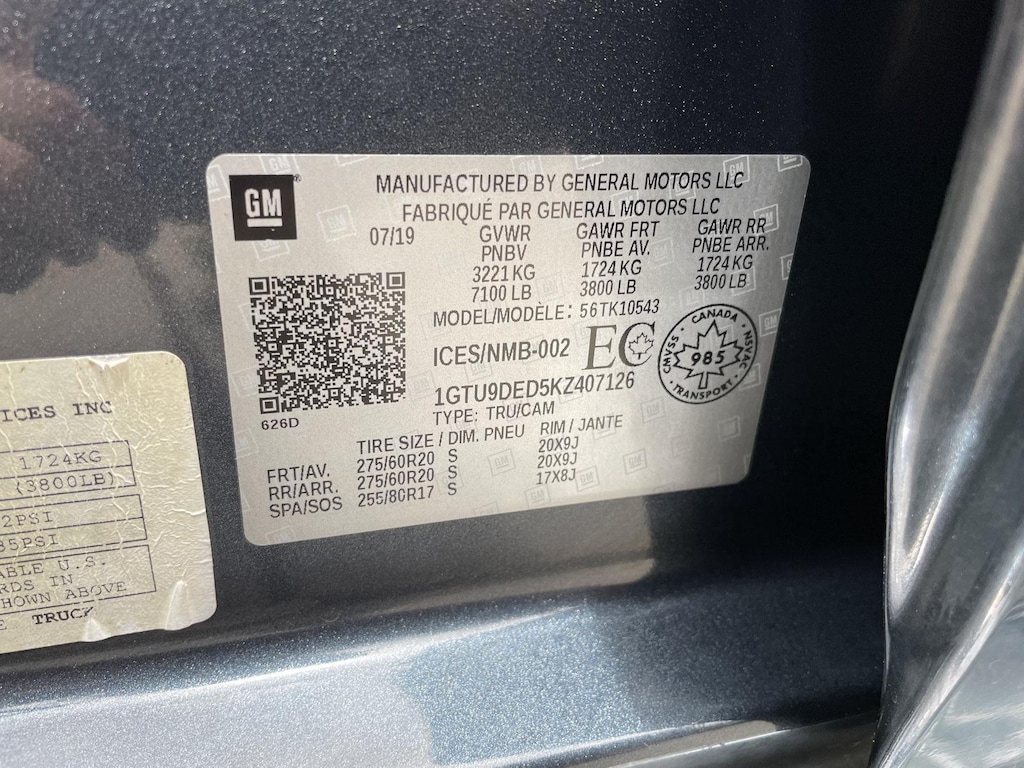 GM
MANUFACTURED BY GENERAL MOTORS LLC
FABRIQUÉ PAR GENERAL MOTORS LLC
07/19 GVWR GAWR FRT GAWR RR
PNBV PNBE AV. PNBE ARR.
3221 KG 1724 KG 1724 KG
7100 LB 3800 LB 3800 LB
MODEL/MODÈLE: 56TK10543
ICES/NMB-002 EC
CANADA
CMVSS 985 NSVAC
TRANSPORT
1GTU9DED5KZ407126
626D
TYPE: TRU/CAM
TIRE SIZE / DIM. PNEU RIM / JANTE
FRT/AV. 275/60R20 S 20X9J
RR/ARR. 275/60R20 S 20X9J
SPA/SOS 255/80R17 S 17X8J
ICES INC
1724KG
(3800LB)
2PSI
35PSI
ABLE U.S.
RDS IN
HOWN ABOVE
E TRUCK